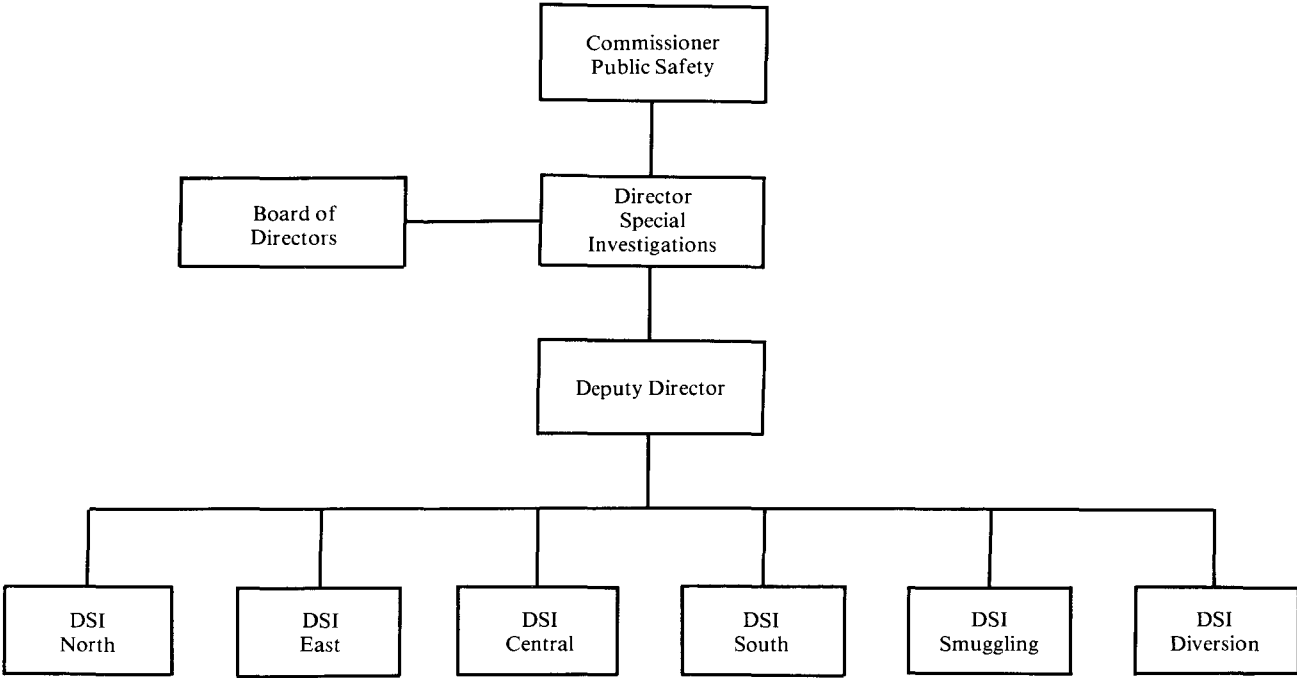 Commissioner
Public Safety
Board of
Directors
Director
Special
Investigations
Deputy Director
DSI
North
DSI
East
DSI
Central
DSI
South
DSI
Smuggling
DSI
Diversion